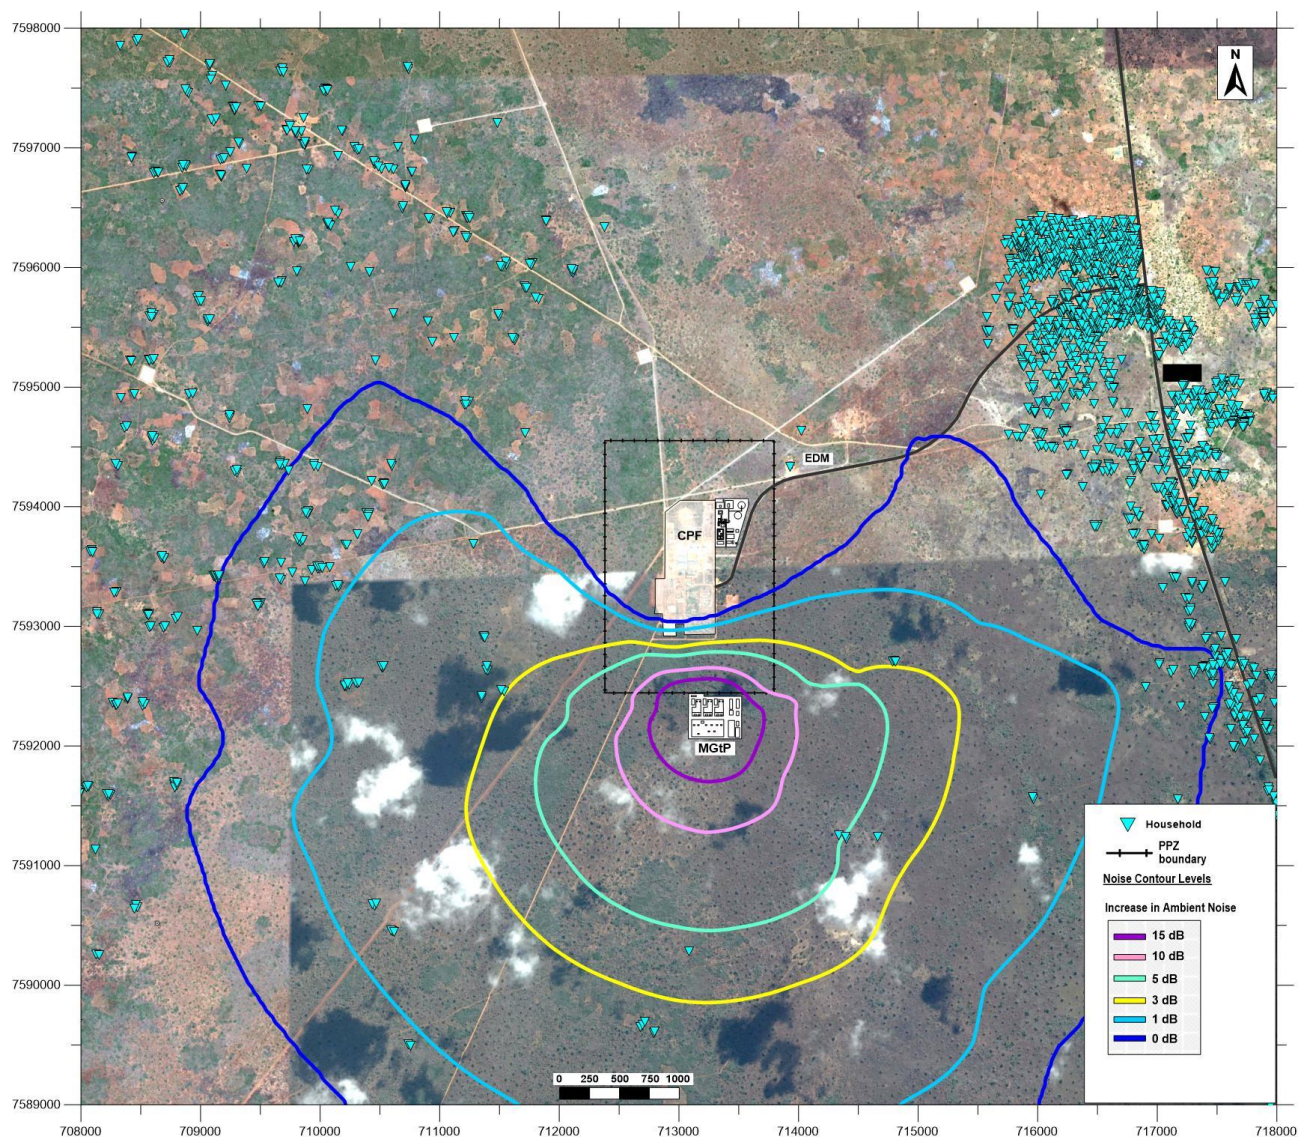 7598000
7597000
7596000
7595000
7594000
7593000
7592000
7591000
7590000
7589000
708000 709000 710000 711000 712000 713000 714000 715000 716000 717000 718000
N
EDM
CPF
MGtP
0 250 500 750 1000
Household
PPZ
boundary
Noise Contour Levels
Increase in Ambient Noise
15 dB
10 dB
5 dB
3 dB
1 dB
0 dB